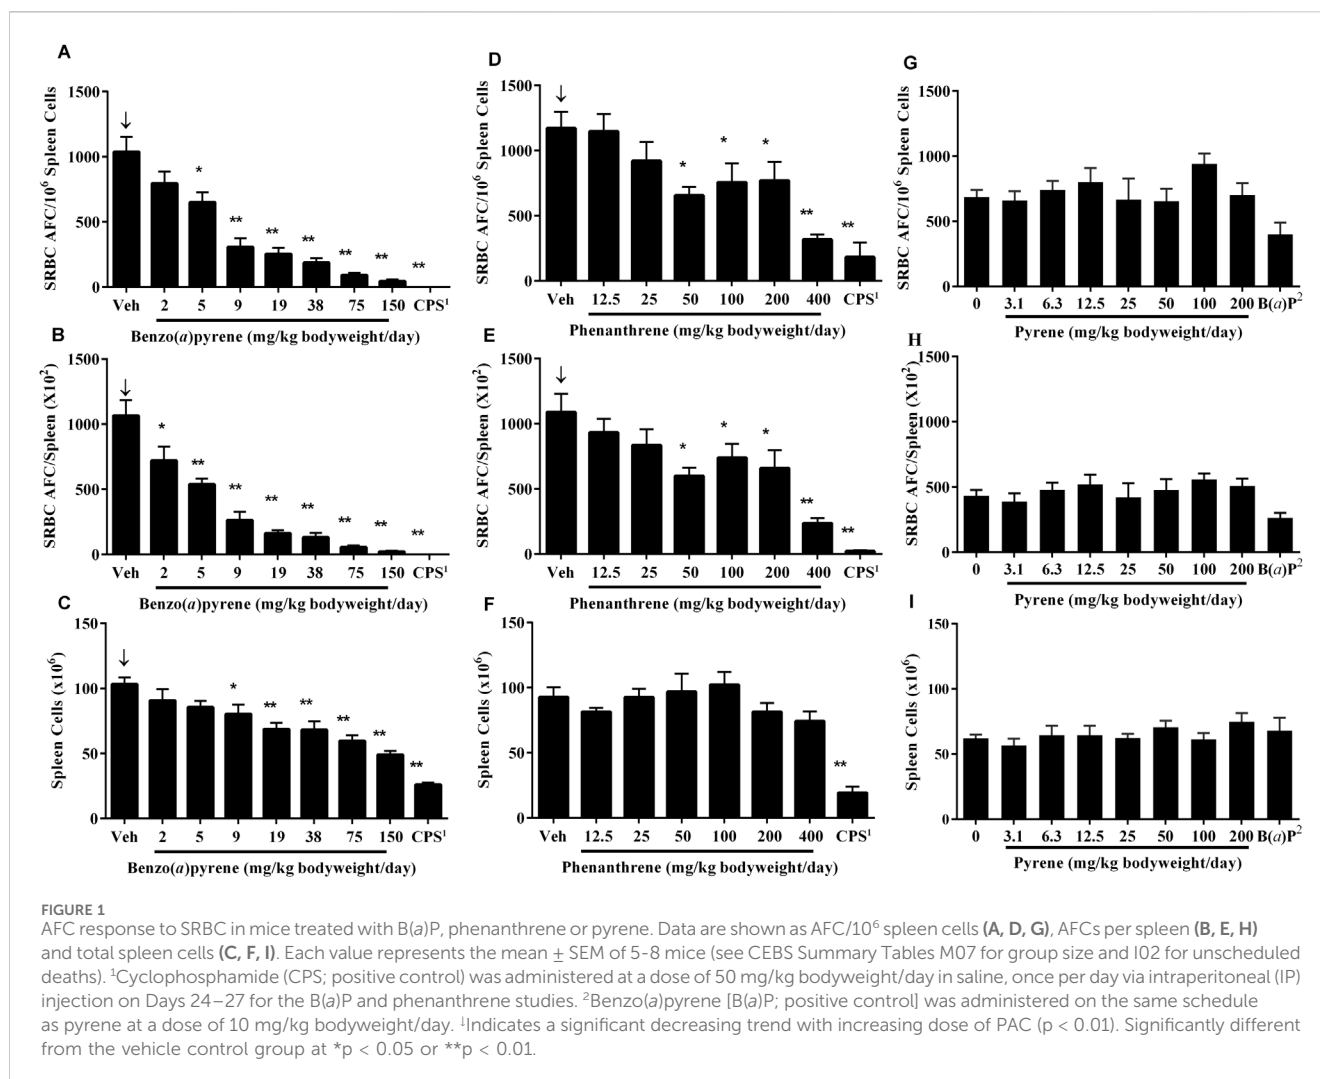 A
SRBC AFC/10⁶ Spleen Cells
1500
1000
500
0
↓
*
**
**
**
**
**
**
Veh 2 5 9 19 38 75 150 CPS¹
Benzo(a)pyrene (mg/kg bodyweight/day)
B
SRBC AFC/Spleen (X10²)
1500
1000
500
0
↓
*
**
**
**
**
**
**
**
Veh 2 5 9 19 38 75 150 CPS¹
Benzo(a)pyrene (mg/kg bodyweight/day)
C
Spleen Cells (x10⁶)
150
100
50
0
↓
*
**
**
**
**
**
Veh 2 5 9 19 38 75 150 CPS¹
Benzo(a)pyrene (mg/kg bodyweight/day)
D
SRBC AFC/10⁶ Spleen Cells
1500
1000
500
0
↓
*
*
*
**
**
Veh 12.5 25 50 100 200 400 CPS¹
Phenanthrene (mg/kg bodyweight/day)
E
SRBC AFC/Spleen (X10²)
1500
1000
500
0
↓
*
*
*
**
**
Veh 12.5 25 50 100 200 400 CPS¹
Phenanthrene (mg/kg bodyweight/day)
F
Spleen Cells (x10⁶)
150
100
50
0
**
Veh 12.5 25 50 100 200 400 CPS¹
Phenanthrene (mg/kg bodyweight/day)
G
SRBC AFC/10⁶ Spleen Cells
1500
1000
500
0
0 3.1 6.3 12.5 25 50 100 200 B(a)P²
Pyrene (mg/kg bodyweight/day)
H
SRBC AFC/Spleen (X10²)
1500
1000
500
0
0 3.1 6.3 12.5 25 50 100 200 B(a)P²
Pyrene (mg/kg bodyweight/day)
I
Spleen Cells (x10⁶)
150
100
50
0
0 3.1 6.3 12.5 25 50 100 200 B(a)P²
Pyrene (mg/kg bodyweight/day)
FIGURE 1
AFC response to SRBC in mice treated with B(a)P, phenanthrene or pyrene. Data are shown as AFC/10⁶ spleen cells (A, D, G), AFCs per spleen (B, E, H)
and total spleen cells (C, F, I). Each value represents the mean ± SEM of 5-8 mice (see CEBS Summary Tables M07 for group size and I02 for unscheduled
deaths). ¹Cyclophosphamide (CPS; positive control) was administered at a dose of 50 mg/kg bodyweight/day in saline, once per day via intraperitoneal (IP)
injection on Days 24–27 for the B(a)P and phenanthrene studies. ²Benzo(a)pyrene [B(a)P; positive control] was administered on the same schedule
as pyrene at a dose of 10 mg/kg bodyweight/day. ↓Indicates a significant decreasing trend with increasing dose of PAC (p < 0.01). Significantly different
from the vehicle control group at *p < 0.05 or **p < 0.01.